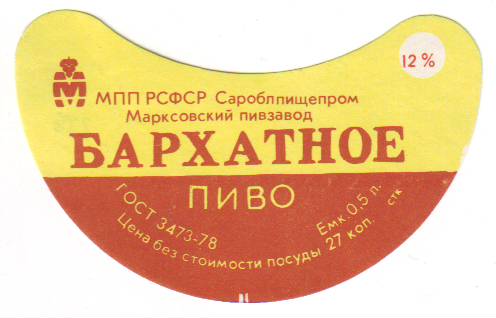 12%
М
МПП РСФСР Сароблпищепром
Марксовский пивзавод
БАРХАТНОЕ
ПИВО
ГОСТ 3473-78 Емк. 0,5 л.
Цена без стоимости посуды 27 коп. стк